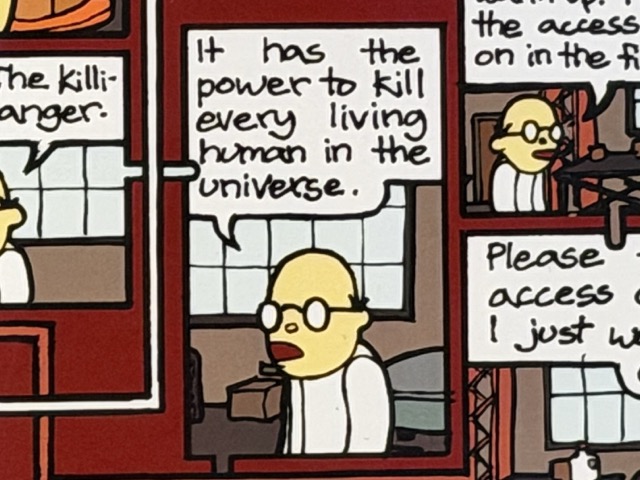 The killi-
anger.
It has the
power to kill
every living
human in the
universe.
the access
on in the
Please
access
I just